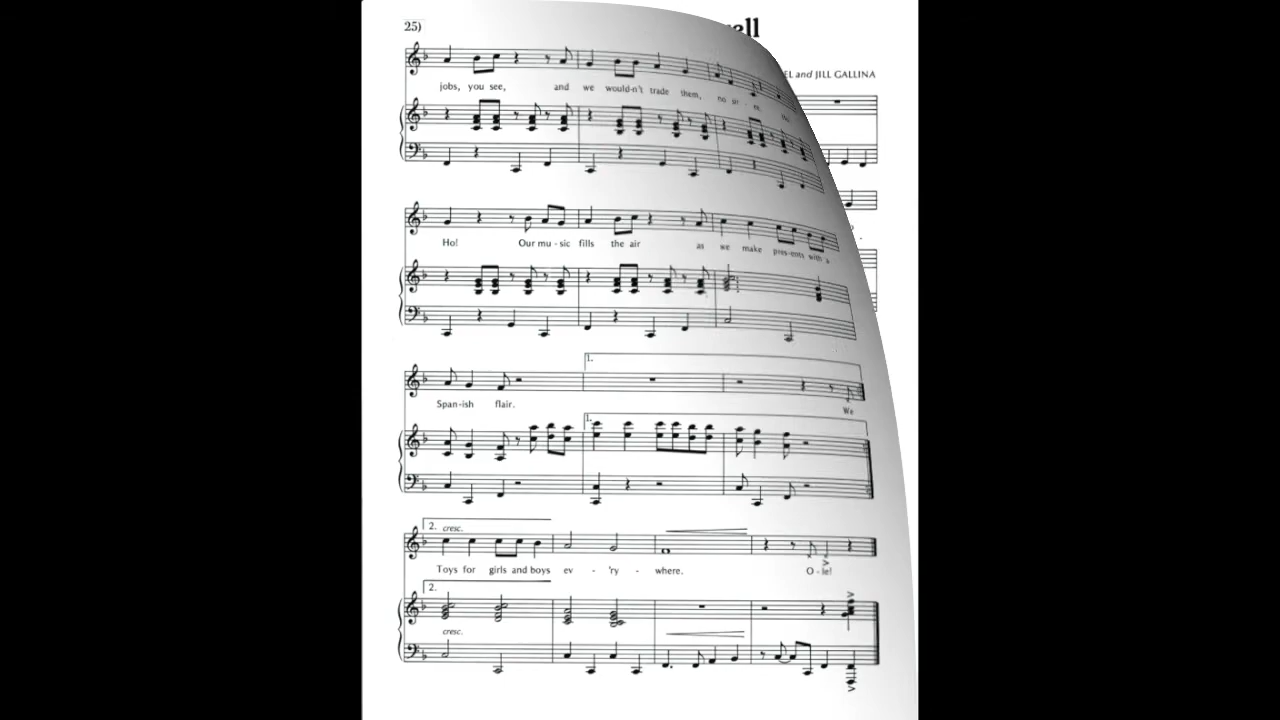 25)
ell
EL and JILL GALLINA
jobs, you see, and we would-n't trade them, no
Ho! Our mu - sic fills the air as we make pres-ents with a
1.
Span-ish flair. We
1.
2. cresc.
Toys for girls and boys ev - 'ry - where. O - le!
2.
cresc.